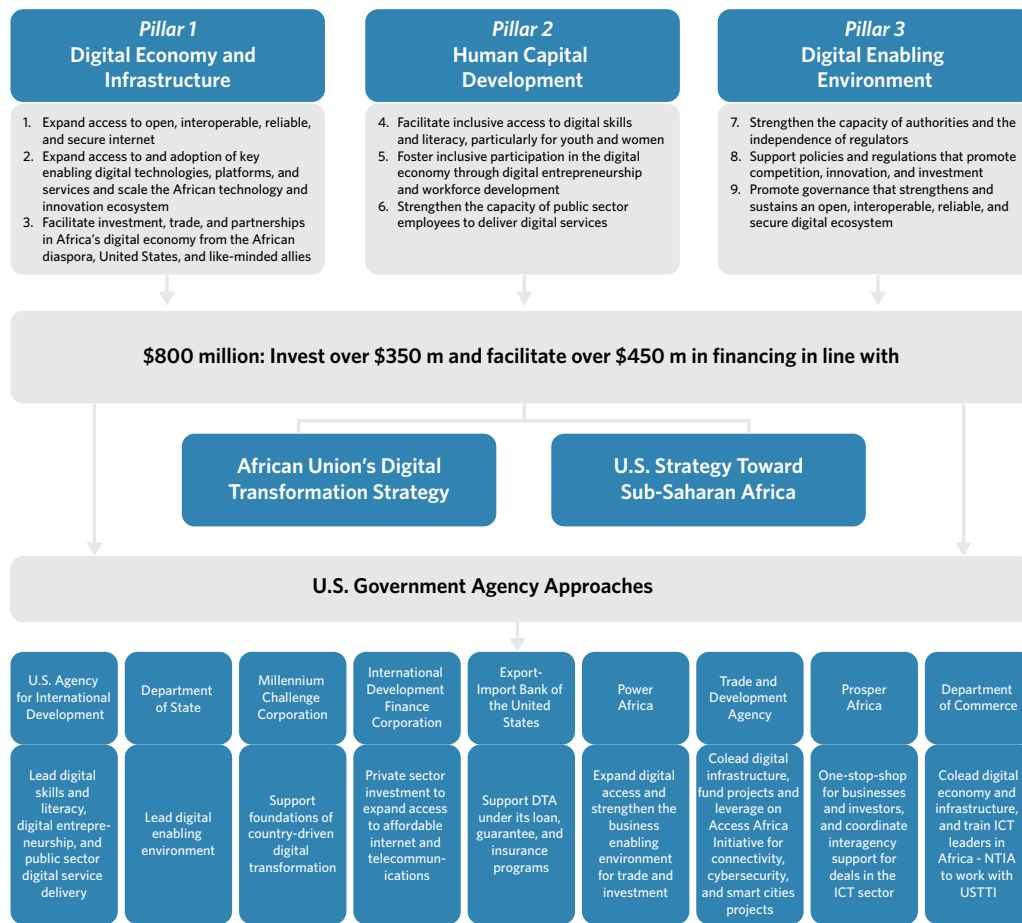 Pillar 1
Digital Economy and
Infrastructure
1. Expand access to open, interoperable, reliable,
and secure internet
2. Expand access to and adoption of key
enabling digital technologies, platforms, and
services and scale the African technology and
innovation ecosystem
3. Facilitate investment, trade, and partnerships
in Africa's digital economy from the African
diaspora, United States, and like-minded allies
Pillar 2
Human Capital
Development
4. Facilitate inclusive access to digital skills
and literacy, particularly for youth and women
5. Foster inclusive participation in the digital
economy through digital entrepreneurship
and workforce development
6. Strengthen the capacity of public sector
employees to deliver digital services
Pillar 3
Digital Enabling
Environment
7. Strengthen the capacity of authorities and the
independence of regulators
8. Support policies and regulations that promote
competition, innovation, and investment
9. Promote governance that strengthens and
sustains an open, interoperable, reliable, and
secure digital ecosystem
$800 million: Invest over $350 m and facilitate over $450 m in financing in line with
African Union's Digital
Transformation Strategy
U.S. Strategy Toward
Sub-Saharan Africa
U.S. Government Agency Approaches
U.S. Agency
for International
Development
Lead digital
skills and
literacy,
digital entrepre-
neurship, and
public sector
digital service
delivery
Department
of State
Lead digital
enabling
environment
Millennium
Challenge
Corporation
Support
foundations of
country-driven
digital
transformation
International
Development
Finance
Corporation
Private sector
investment to
expand access
to affordable
internet and
telecommun-
ications
Export-
Import Bank of
the United
States
Support DTA
under its loan,
guarantee, and
insurance
programs
Power
Africa
Expand digital
access and
strengthen the
business
enabling
environment
for trade and
investment
Trade and
Development
Agency
Colead digital
infrastructure,
fund projects and
leverage on
Access Africa
Initiative for
connectivity,
cybersecurity,
and smart cities
projects
Prosper
Africa
One-stop-shop
for businesses
and investors,
and coordinate
interagency
support for
deals in the
ICT sector
Department
of Commerce
Colead digital
economy and
infrastructure,
and train ICT
leaders in
Africa - NTIA
to work with
USTTI